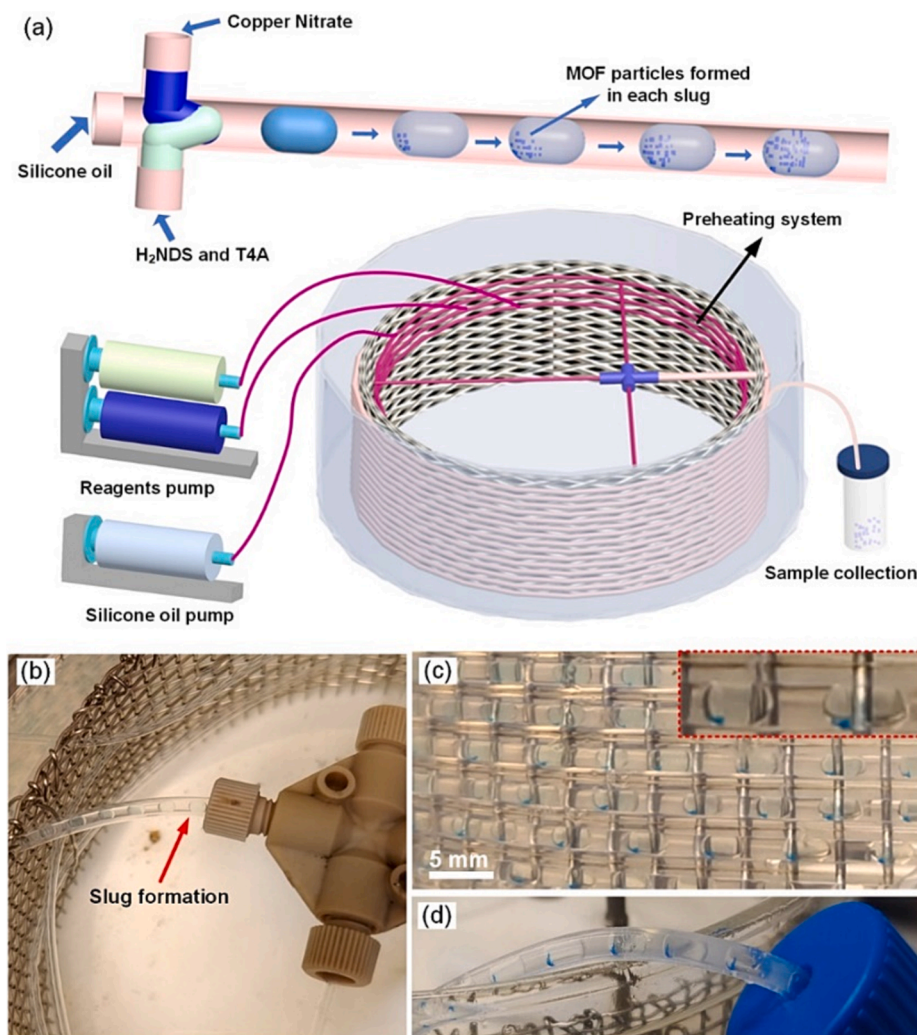 (a)
Copper Nitrate
MOF particles formed
in each slug
Silicone oil
H₂NDS and T4A
Preheating system
Reagents pump
Silicone oil pump
Sample collection
(b)
Slug formation
(c)
5 mm
(d)